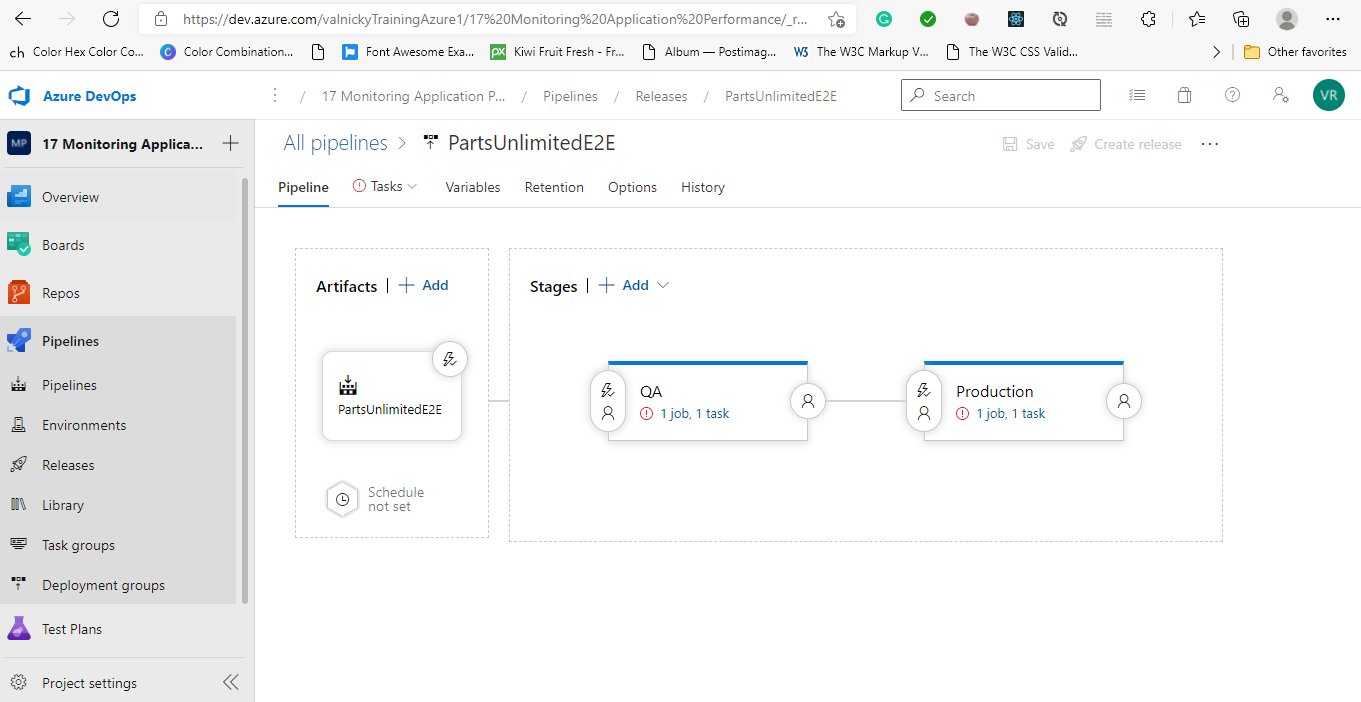 https://dev.azure.com/valnickyTrainingAzure1/17%20Monitoring%20Application%20Performance/_r...
ch Color Hex Color Co... C Color Combination... Font Awesome Exa... px Kiwi Fruit Fresh - Fr... Album — Postimag... W3 The W3C Markup V... The W3C CSS Valid... Other favorites
Azure DevOps / 17 Monitoring Application P... / Pipelines / Releases / PartsUnlimitedE2E Search VR
MP 17 Monitoring Applica...
Overview
Boards
Repos
Pipelines
Pipelines
Environments
Releases
Library
Task groups
Deployment groups
Test Plans
Project settings
All pipelines > PartsUnlimitedE2E Save Create release ...
Pipeline Tasks Variables Retention Options History
Artifacts | + Add
PartsUnlimitedE2E
Schedule
not set
Stages | + Add
QA
1 job, 1 task
Production
1 job, 1 task